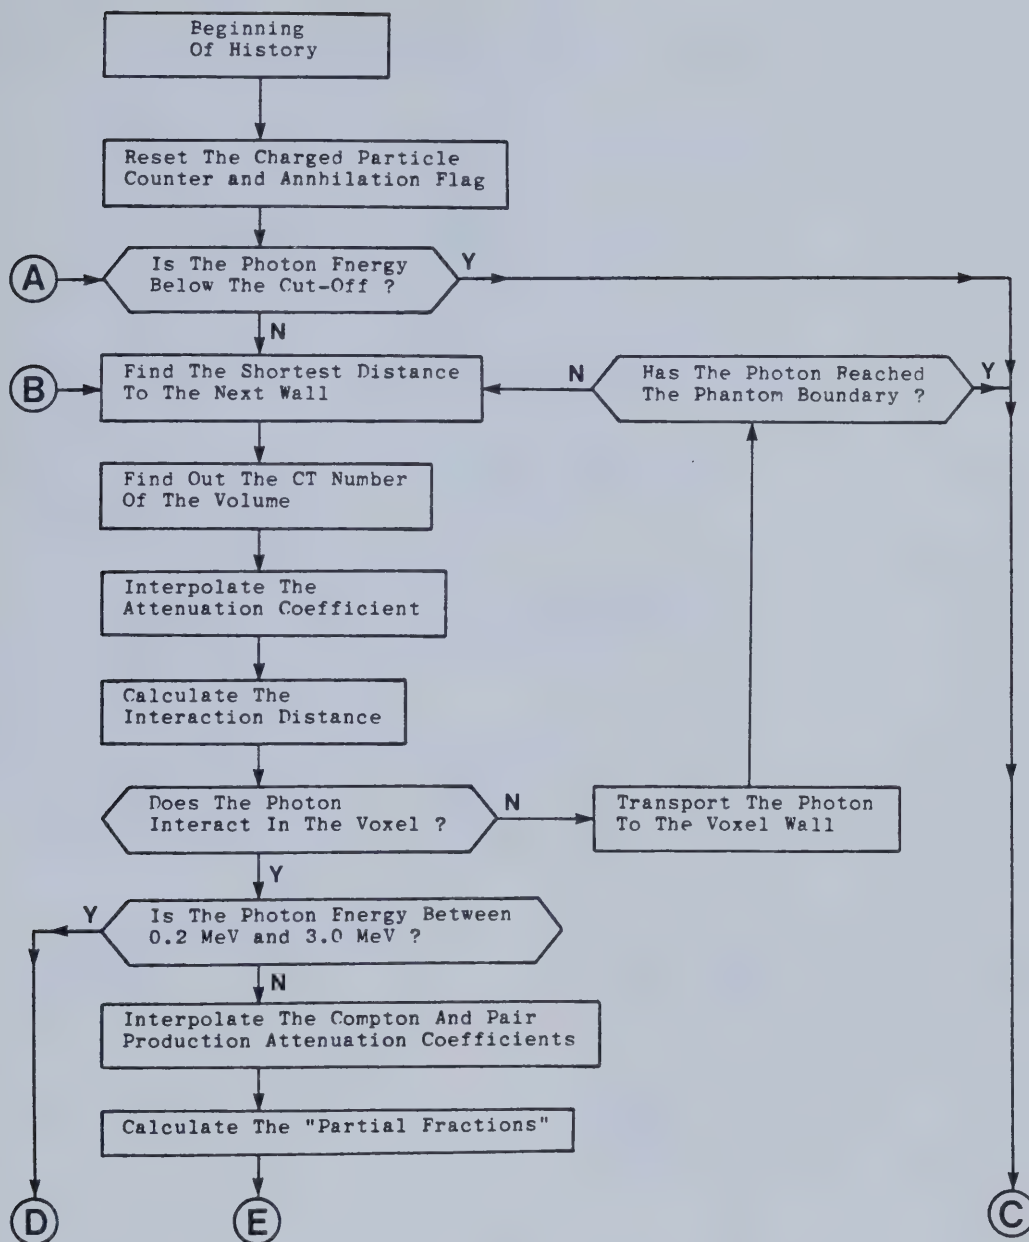 Beginning
Of History
Reset The Charged Particle
Counter and Annhilation Flag
A
Is The Photon Fnergy
Below The Cut-Off ?
Y
N
B
Find The Shortest Distance
To The Next Wall
N
Has The Photon Reached
The Phantom Boundary ?
Y
Find Out The CT Number
Of The Volume
Interpolate The
Attenuation Coefficient
Calculate The
Interaction Distance
Does The Photon
Interact In The Voxel ?
N
Transport The Photon
To The Voxel Wall
Y
Y
Is The Photon Fnergy Between
0.2 MeV and 3.0 MeV ?
N
Interpolate The Compton And Pair
Production Attenuation Coefficients
Calculate The "Partial Fractions"
D
E
C